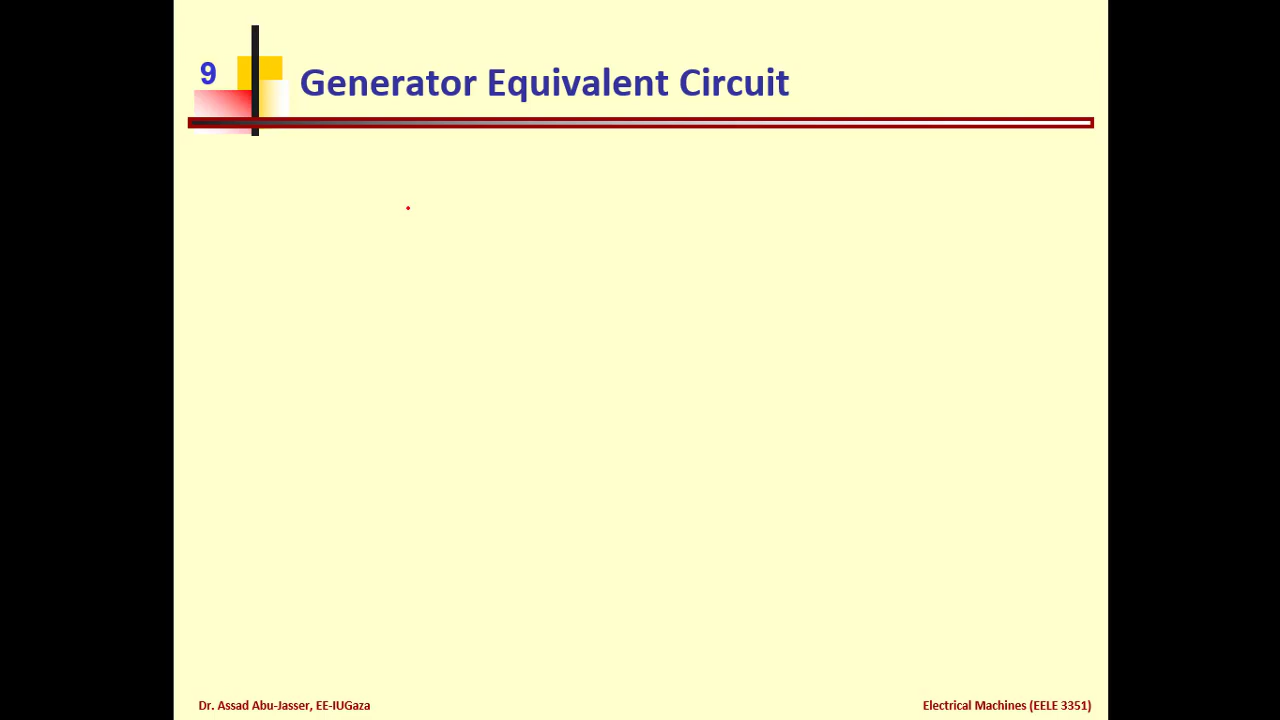 9
Generator Equivalent Circuit
Dr. Assad Abu-Jasser, EE-IUGaza
Electrical Machines (EELE 3351)